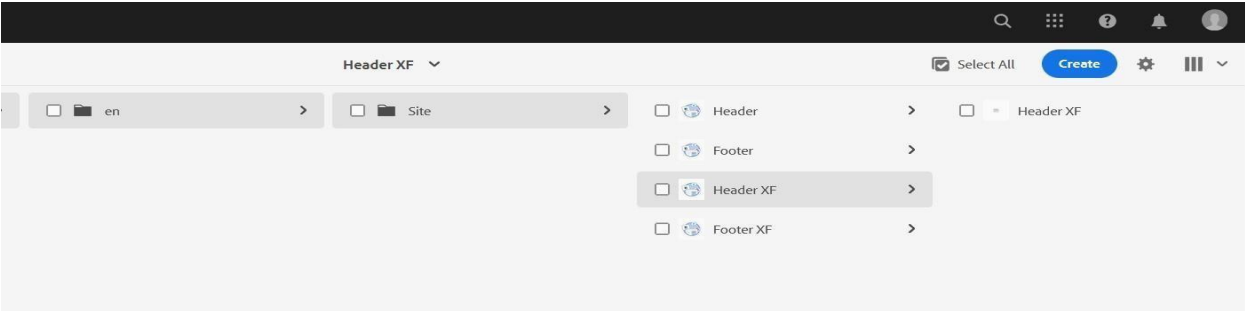 Header XF
Select All
Create
en
Site
Header
Header XF
Footer
Header XF
Footer XF